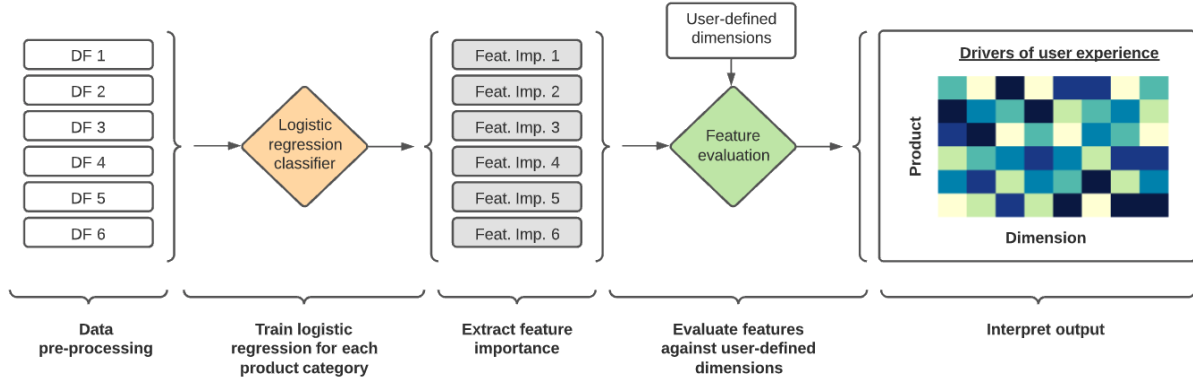 DF 1
DF 2
DF 3
DF 4
DF 5
DF 6
Logistic
regression
classifier
Feat. Imp. 1
Feat. Imp. 2
Feat. Imp. 3
Feat. Imp. 4
Feat. Imp. 5
Feat. Imp. 6
User-defined
dimensions
Feature
evaluation
Drivers of user experience
Product
Dimension
Data
pre-processing
Train logistic
regression for each
product category
Extract feature
importance
Evaluate features
against user-defined
dimensions
Interpret output